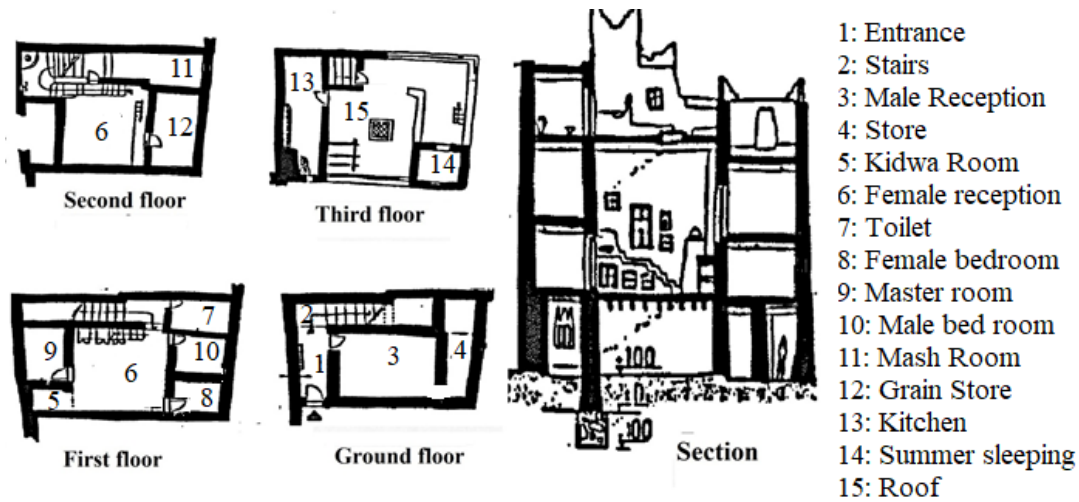 11
6
12
Second floor
13
15
14
Third floor
7
9
10
6
5
8
First floor
2
1
3
4
Ground floor
100
00
Section
1: Entrance
2: Stairs
3: Male Reception
4: Store
5: Kidwa Room
6: Female reception
7: Toilet
8: Female bedroom
9: Master room
10: Male bed room
11: Mash Room
12: Grain Store
13: Kitchen
14: Summer sleeping
15: Roof